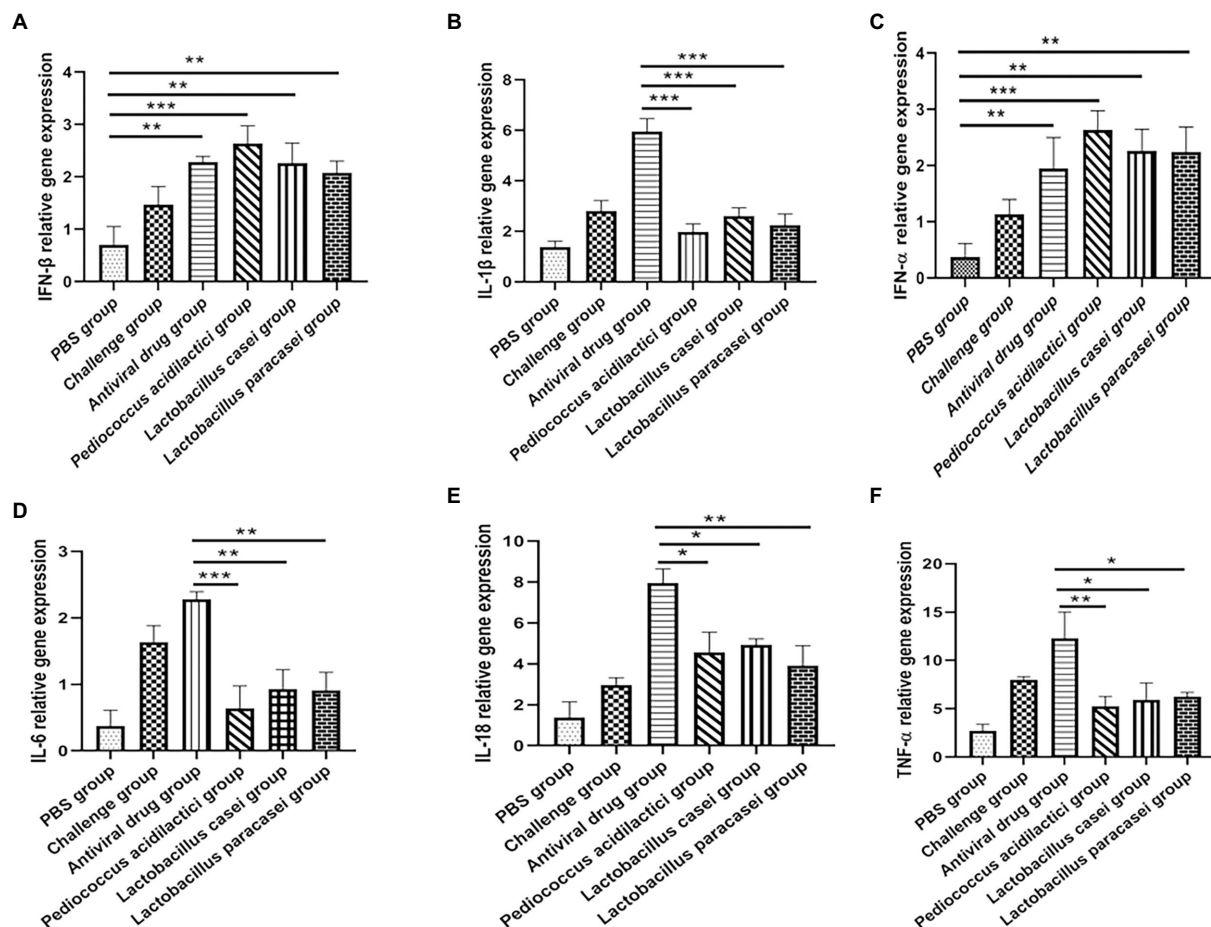 A
IFN-β relative gene expression
4
3
2
1
0
**
**
***
**
PBS group
Challenge group
Antiviral drug group
Pediococcus acidilactici group
Lactobacillus casei group
Lactobacillus paracasei group
B
IL-1β relative gene expression
8
6
4
2
0
***
***
***
PBS group
Challenge group
Antiviral drug group
Pediococcus acidilactici group
Lactobacillus casei group
Lactobacillus paracasei group
C
IFN-α relative gene expression
4
3
2
1
0
**
**
***
**
PBS group
Challenge group
Antiviral drug group
Pediococcus acidilactici group
Lactobacillus casei group
Lactobacillus paracasei group
D
IL-6 relative gene expression
3
2
1
0
**
**
***
PBS group
Challenge group
Antiviral drug group
Pediococcus acidilactici group
Lactobacillus casei group
Lactobacillus paracasei group
E
IL-18 relative gene expression
10
8
6
4
2
0
**
*
*
PBS group
Challenge group
Antiviral drug group
Pediococcus acidilactici group
Lactobacillus casei group
Lactobacillus paracasei group
F
TNF-α relative gene expression
20
15
10
5
0
*
*
**
PBS group
Challenge group
Antiviral drug group
Pediococcus acidilactici group
Lactobacillus casei group
Lactobacillus paracasei group